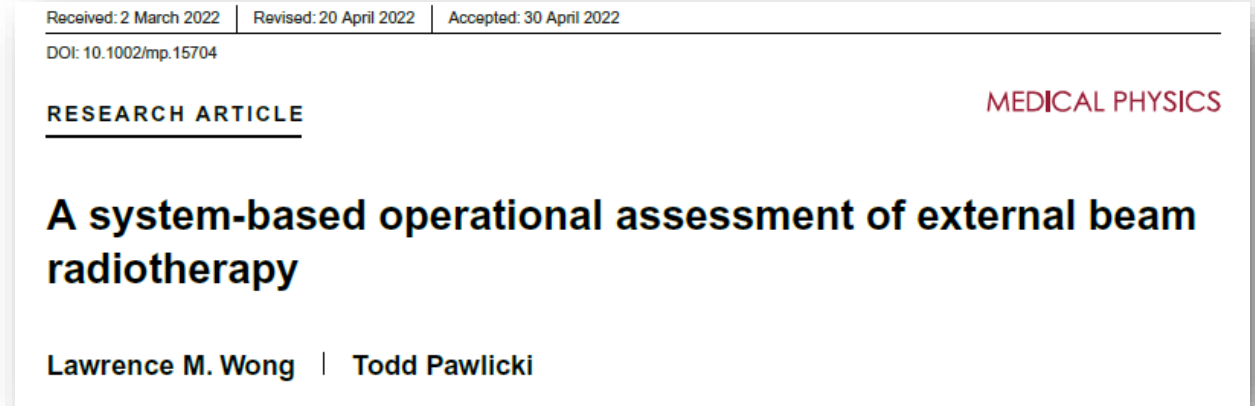 Received: 2 March 2022 | Revised: 20 April 2022 | Accepted: 30 April 2022
DOI: 10.1002/mp.15704
RESEARCH ARTICLE
MEDICAL PHYSICS
A system-based operational assessment of external beam
radiotherapy
Lawrence M. Wong | Todd Pawlicki